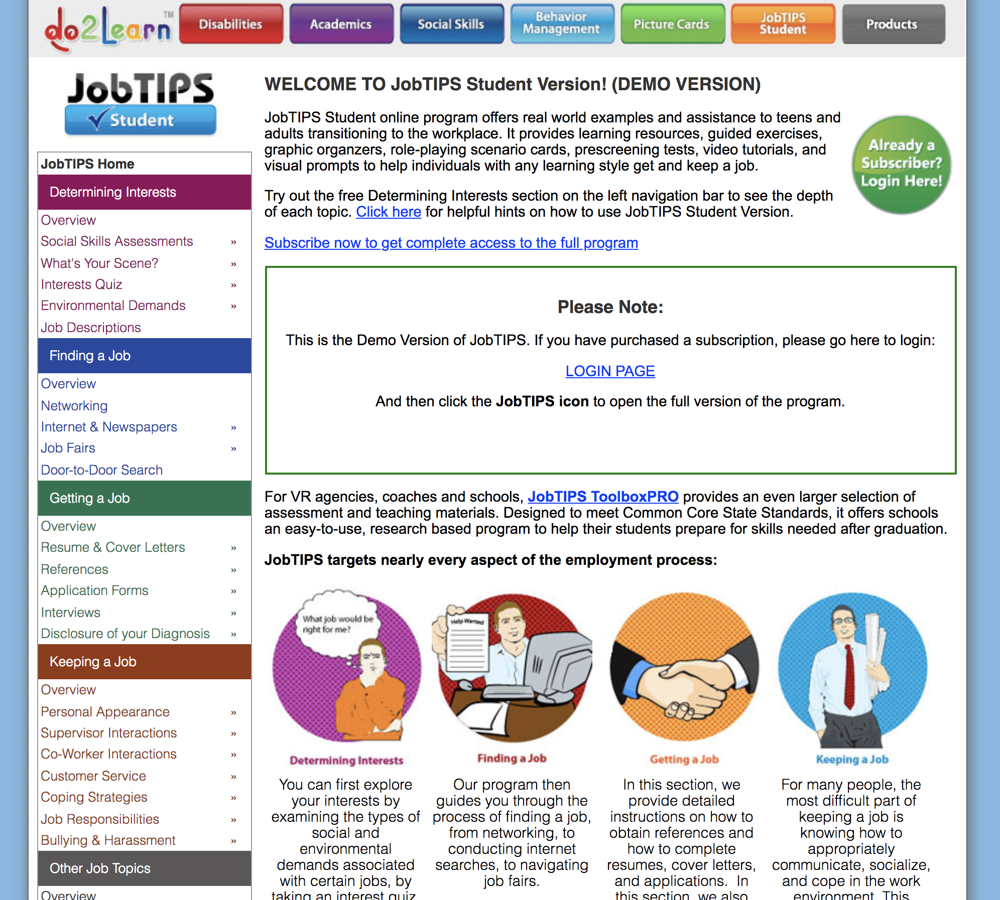 do2Learn™
Disabilities
Academics
Social Skills
Behavior
Management
Picture Cards
JobTIPS
Student
Products
JobTIPS
Student
JobTIPS Home
Determining Interests
Overview
Social Skills Assessments »
What's Your Scene? »
Interests Quiz »
Environmental Demands »
Job Descriptions
Finding a Job
Overview
Networking
Internet & Newspapers »
Job Fairs »
Door-to-Door Search
Getting a Job
Overview
Resume & Cover Letters »
References »
Application Forms »
Interviews »
Disclosure of your Diagnosis »
Keeping a Job
Overview
Personal Appearance »
Supervisor Interactions »
Co-Worker Interactions »
Customer Service »
Coping Strategies »
Job Responsibilities »
Bullying & Harassment »
Other Job Topics
Overview
WELCOME TO JobTIPS Student Version! (DEMO VERSION)
JobTIPS Student online program offers real world examples and assistance to teens and
adults transitioning to the workplace. It provides learning resources, guided exercises,
graphic organzers, role-playing scenario cards, prescreening tests, video tutorials, and
visual prompts to help individuals with any learning style get and keep a job.
Already a
Subscriber?
Login Here!
Try out the free Determining Interests section on the left navigation bar to see the depth
of each topic. Click here for helpful hints on how to use JobTIPS Student Version.
Subscribe now to get complete access to the full program
Please Note:
This is the Demo Version of JobTIPS. If you have purchased a subscription, please go here to login:
LOGIN PAGE
And then click the JobTIPS icon to open the full version of the program.
For VR agencies, coaches and schools, JobTIPS ToolboxPRO provides an even larger selection of
assessment and teaching materials. Designed to meet Common Core State Standards, it offers schools
an easy-to-use, research based program to help their students prepare for skills needed after graduation.
JobTIPS targets nearly every aspect of the employment process:
What job would be
right for me?
Determining Interests
You can first explore
your interests by
examining the types of
social and
environmental
demands associated
with certain jobs, by
taking an interest quiz
Help Wanted
Finding a Job
Our program then
guides you through the
process of finding a job,
from networking, to
conducting internet
searches, to navigating
job fairs.
Getting a Job
In this section, we
provide detailed
instructions on how to
obtain references and
how to complete
resumes, cover letters,
and applications. In
this section, we also
Keeping a Job
For many people, the
most difficult part of
keeping a job is
knowing how to
appropriately
communicate, socialize,
and cope in the work
environment. This